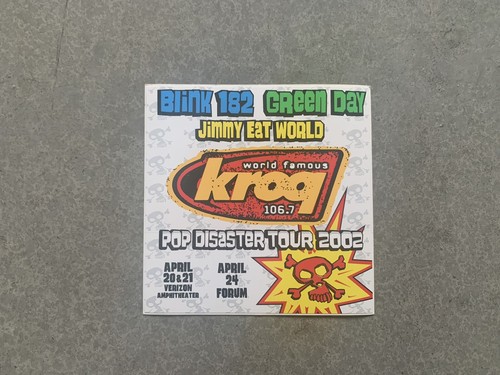 Blink 182 Green Day
Jimmy Eat World
world famous
kroq
106.7
Pop Disaster Tour 2002
APRIL
20 & 21
VERIZON
AMPHITHEATER
APRIL
24
FORUM